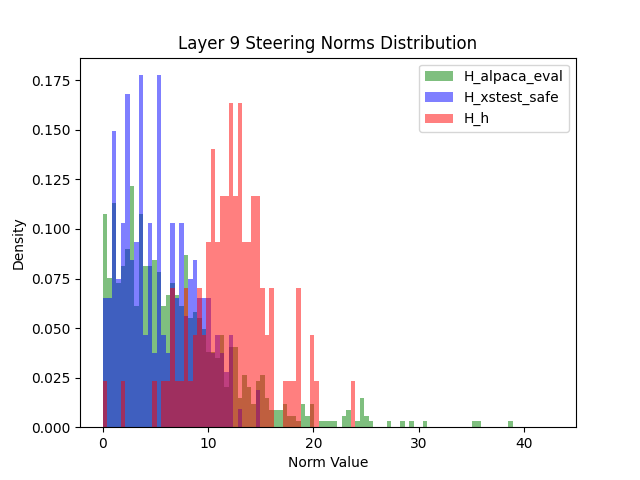 Layer 9 Steering Norms Distribution
H_alpaca_eval
H_xstest_safe
H_h
0.175
0.150
0.125
0.100
0.075
0.050
0.025
0.000
Density
0
10
20
30
40
Norm Value